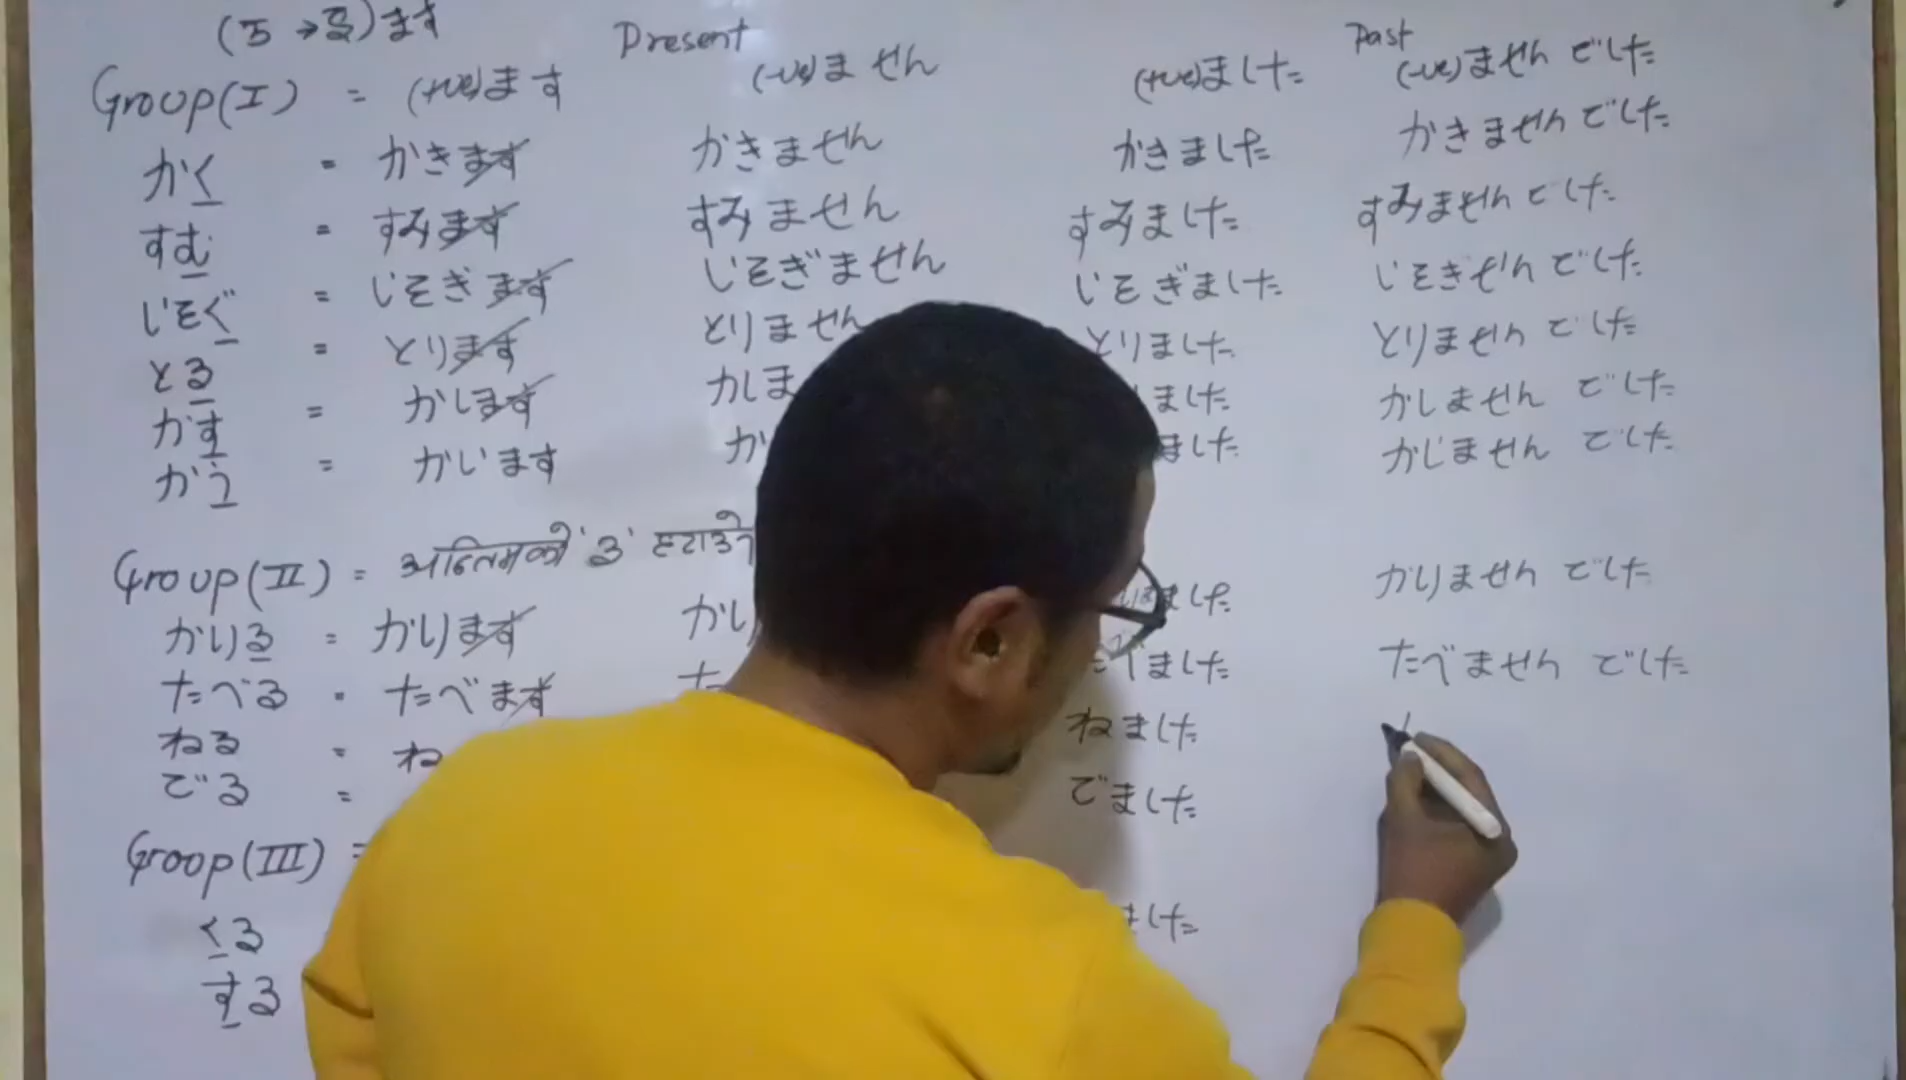 (う →い) ます
Present Past
Group(I) = (+ve)ます (-ve)ません (+ve)ました (-ve)ません でした
かく = かきます かきません かきました かきませんでした
すむ = すみます すみません すみました すみません でした
いそぐ = いそぎます いそぎません いそぎました いそぎせん でした
とる = とります とりません とりました とりません でした
かす = かします かしま ました かしません でした
かう = かいます か ました かいません でした
Group(II) = अन्तिमको 'る' हटाउने
かりる = かります かり ました かりません でした
たべる = たべます た たべました たべません でした
ねる = ね ねました
でる = でました
Groop(III) =
くる ました
する